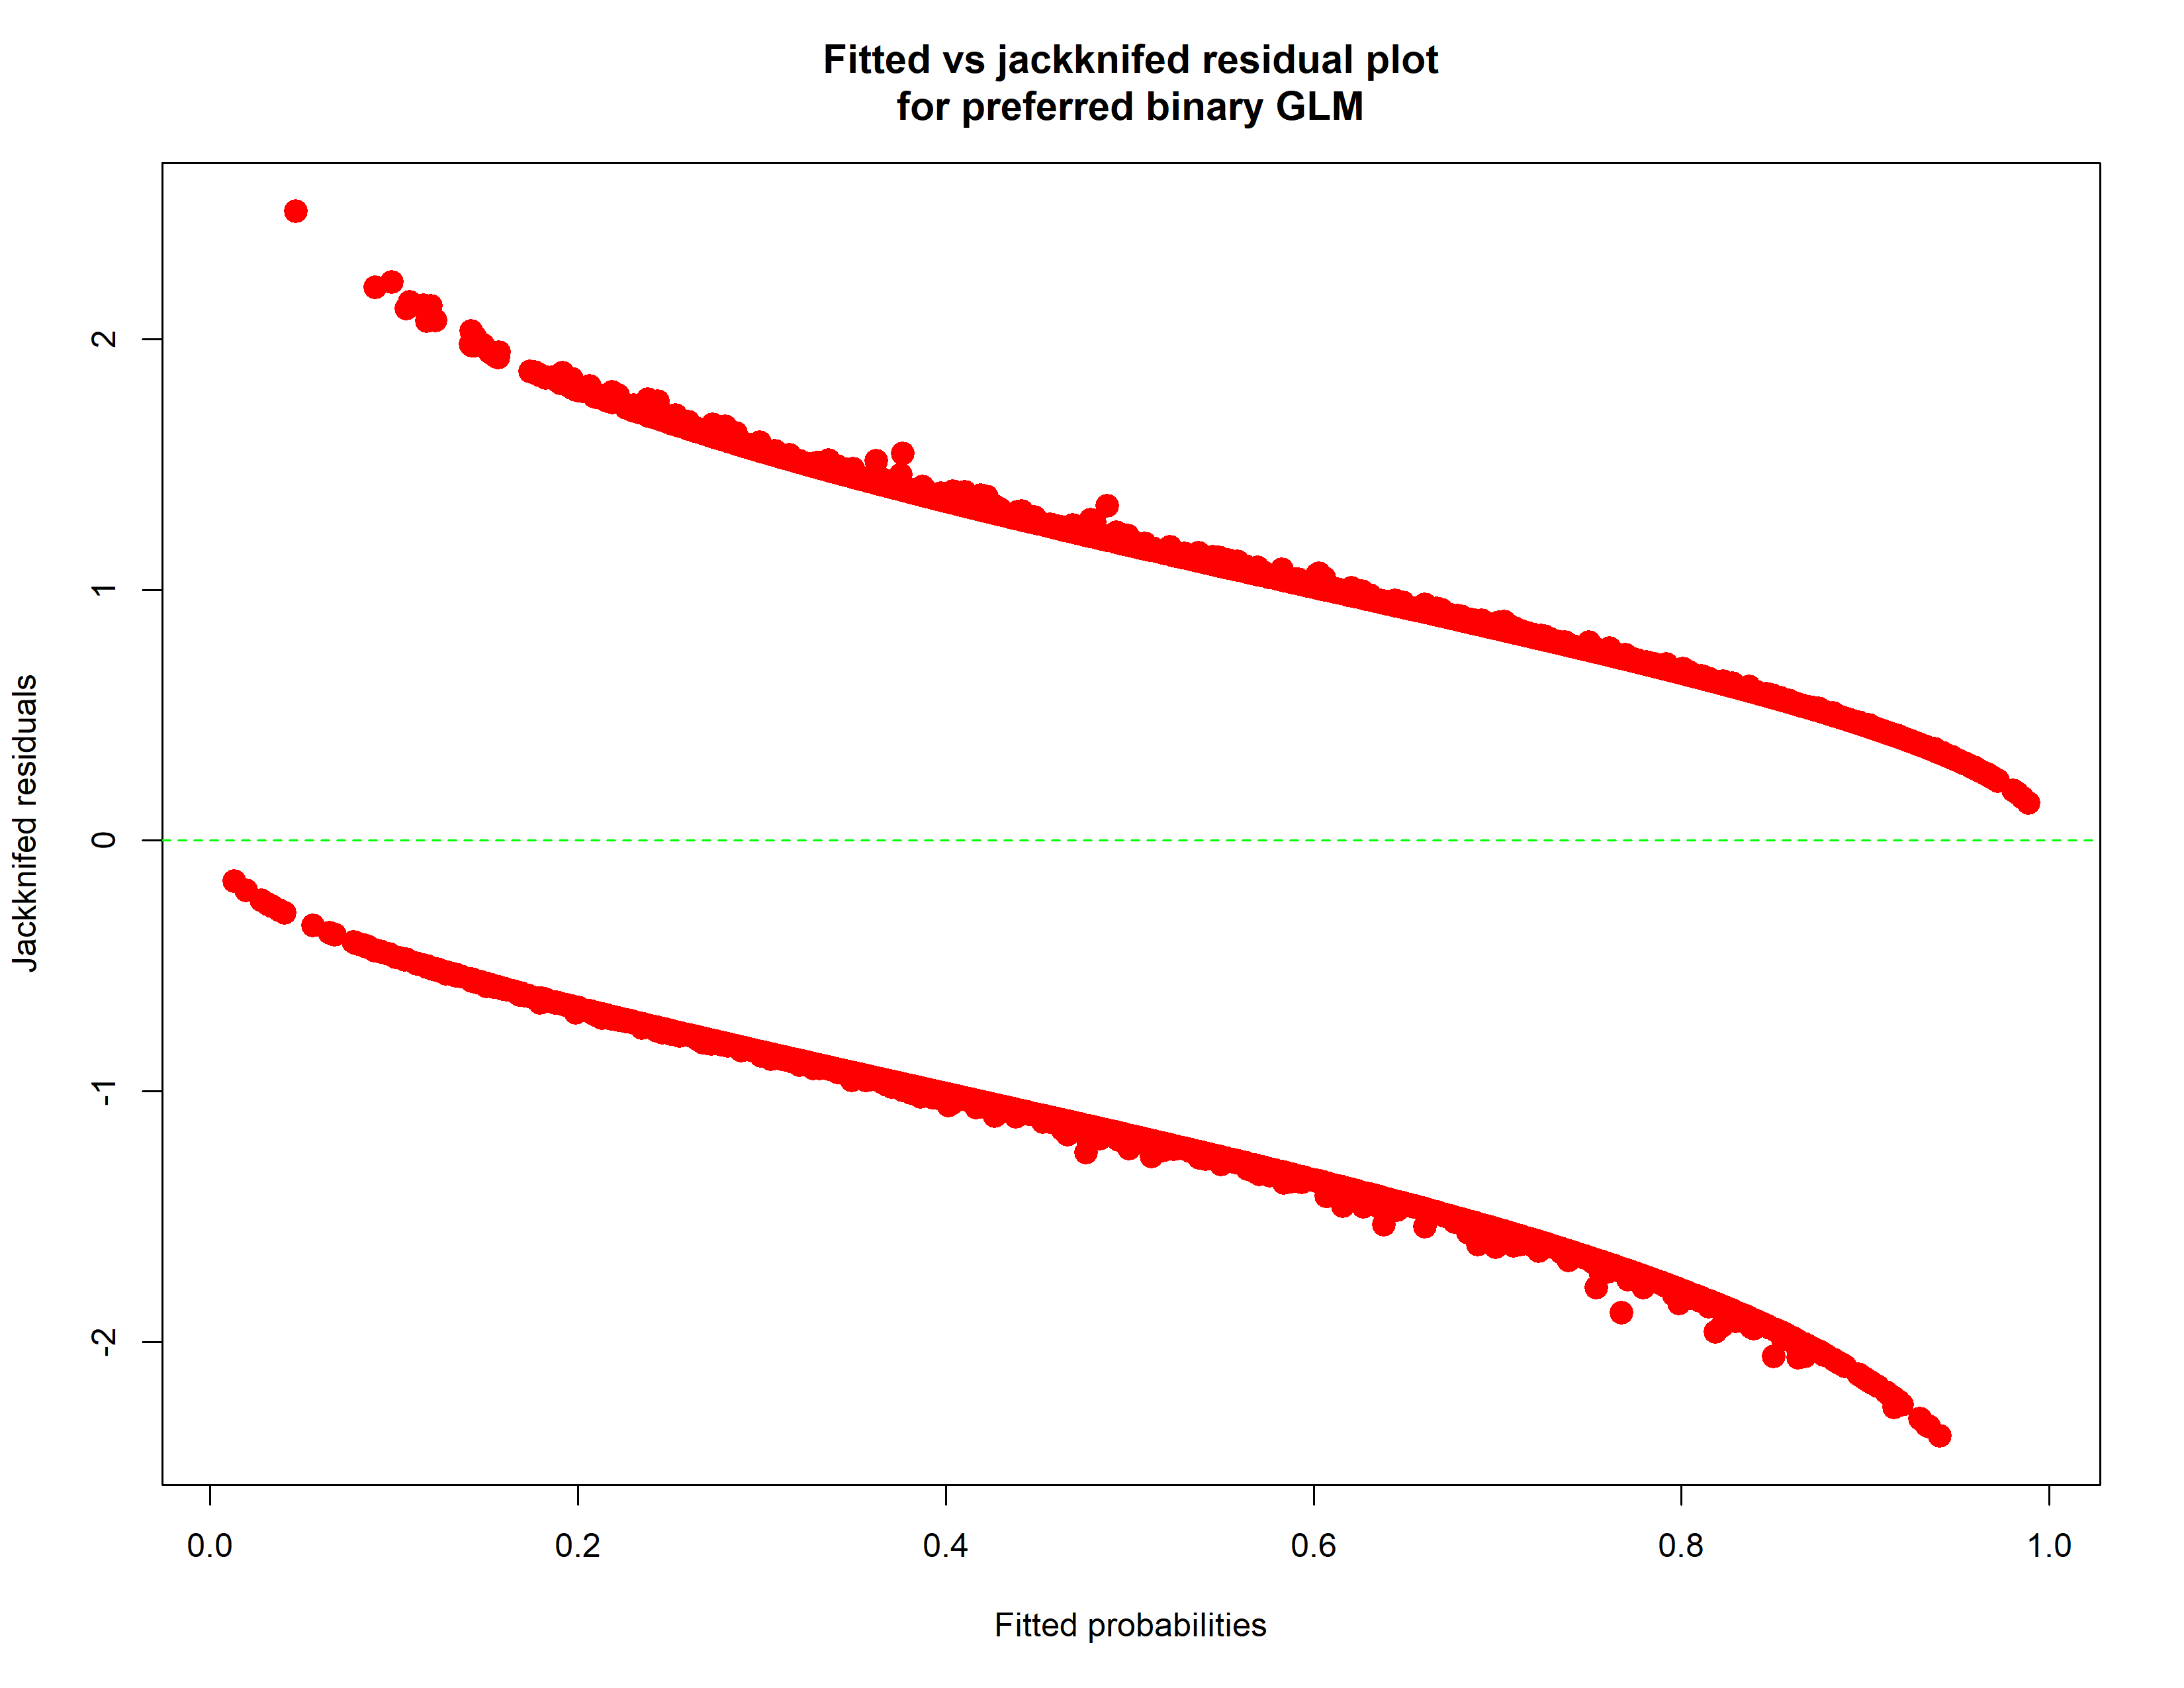 Fitted vs jackknifed residual plot
for preferred binary GLM
Jackknifed residuals
2
1
0
-1
-2
0.0 0.2 0.4 0.6 0.8 1.0
Fitted probabilities